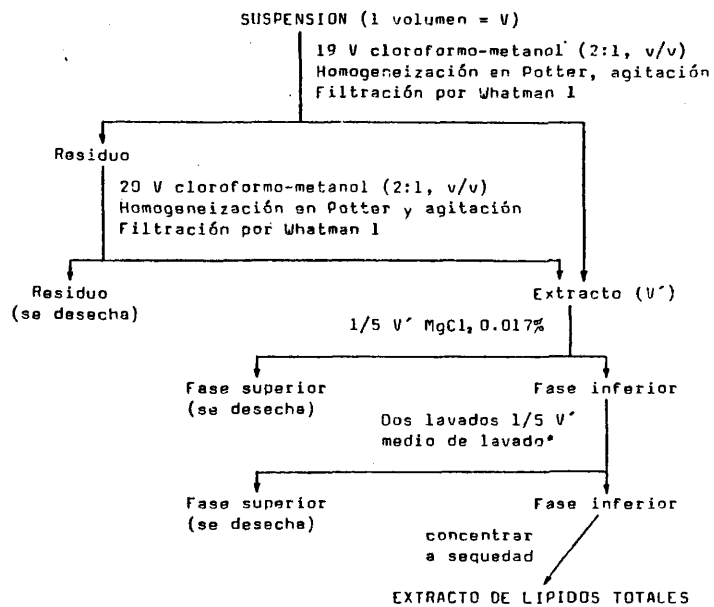 SUSPENSION (1 volumen = V)
19 V cloroformo-metanol (2:1, v/v)
Homogeneización en Potter, agitación
Filtración por Whatman 1
Residuo
20 V cloroformo-metanol (2:1, v/v)
Homogeneización en Potter y agitación
Filtración por Whatman 1
Residuo
(se desecha)
Extracto (V´)
1/5 V´ MgCl₂ 0.017%
Fase superior
(se desecha)
Fase inferior
Dos lavados 1/5 V´
medio de lavado*
Fase superior
(se desecha)
Fase inferior
concentrar
a sequedad
EXTRACTO DE LIPIDOS TOTALES